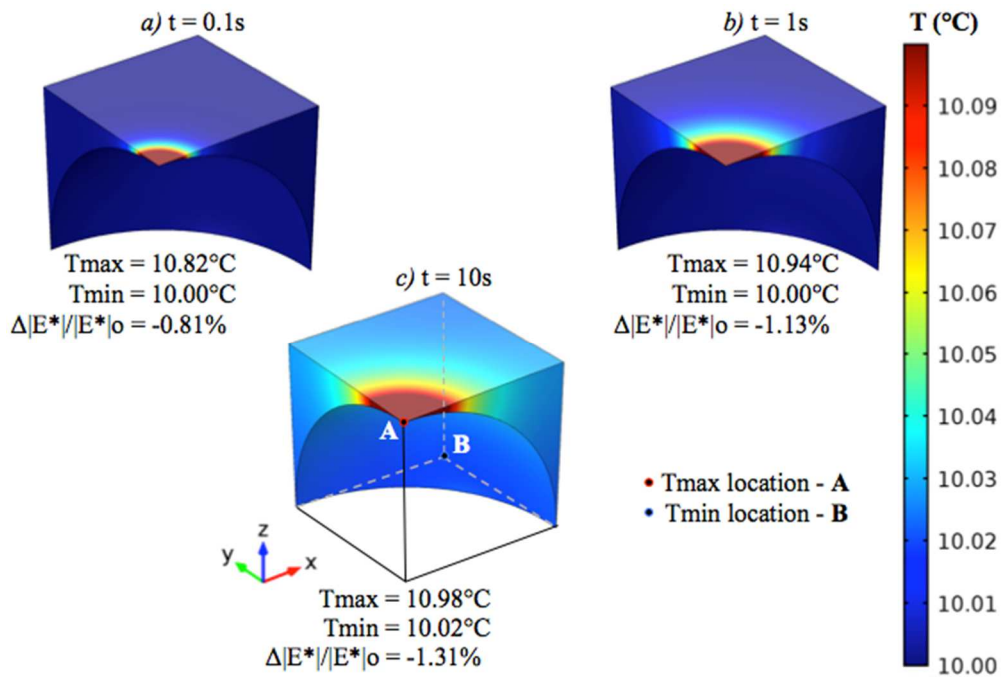 a) t = 0.1s
b) t = 1s
T (°C)
10.09
10.08
10.07
10.06
10.05
10.04
10.03
10.02
10.01
10.00
Tmax = 10.82°C
Tmin = 10.00°C
Δ|E*|/|E*|o = -0.81%
Tmax = 10.94°C
Tmin = 10.00°C
Δ|E*|/|E*|o = -1.13%
c) t = 10s
A
B
Tmax location - A
Tmin location - B
z
y
x
Tmax = 10.98°C
Tmin = 10.02°C
Δ|E*|/|E*|o = -1.31%